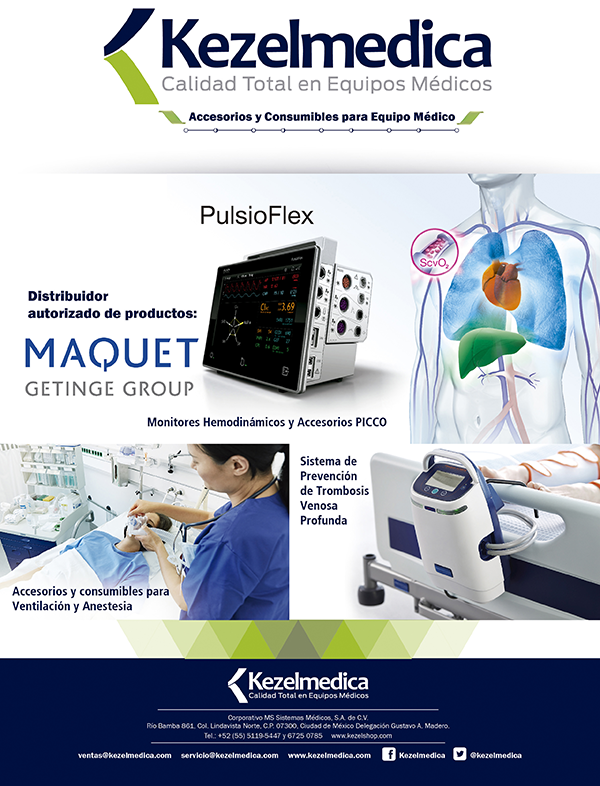 Kezelmedica
Calidad Total en Equipos Médicos
Accesorios y Consumibles para Equipo Médico
PulsioFlex
ScvO₂
3.69
Distribuidor
autorizado de productos:
MAQUET
GETINGE GROUP
Monitores Hemodinámicos y Accesorios PICCO
Sistema de
Prevención
de Trombosis
Venosa
Profunda
Accesorios y consumibles para
Ventilación y Anestesia
Kezelmedica
Calidad Total en Equipos Médicos
Corporativo MS Sistemas Médicos, S.A. de C.V.
Río Bamba 861, Col. Lindavista Norte, C.P. 07300, Ciudad de México Delegación Gustavo A. Madero.
Tel.: +52 (55) 5119-5447 y 6725 0785 www.kezelshop.com
ventas@kezelmedica.com servicio@kezelmedica.com www.kezelmedica.com Kezelmedica @kezelmedica